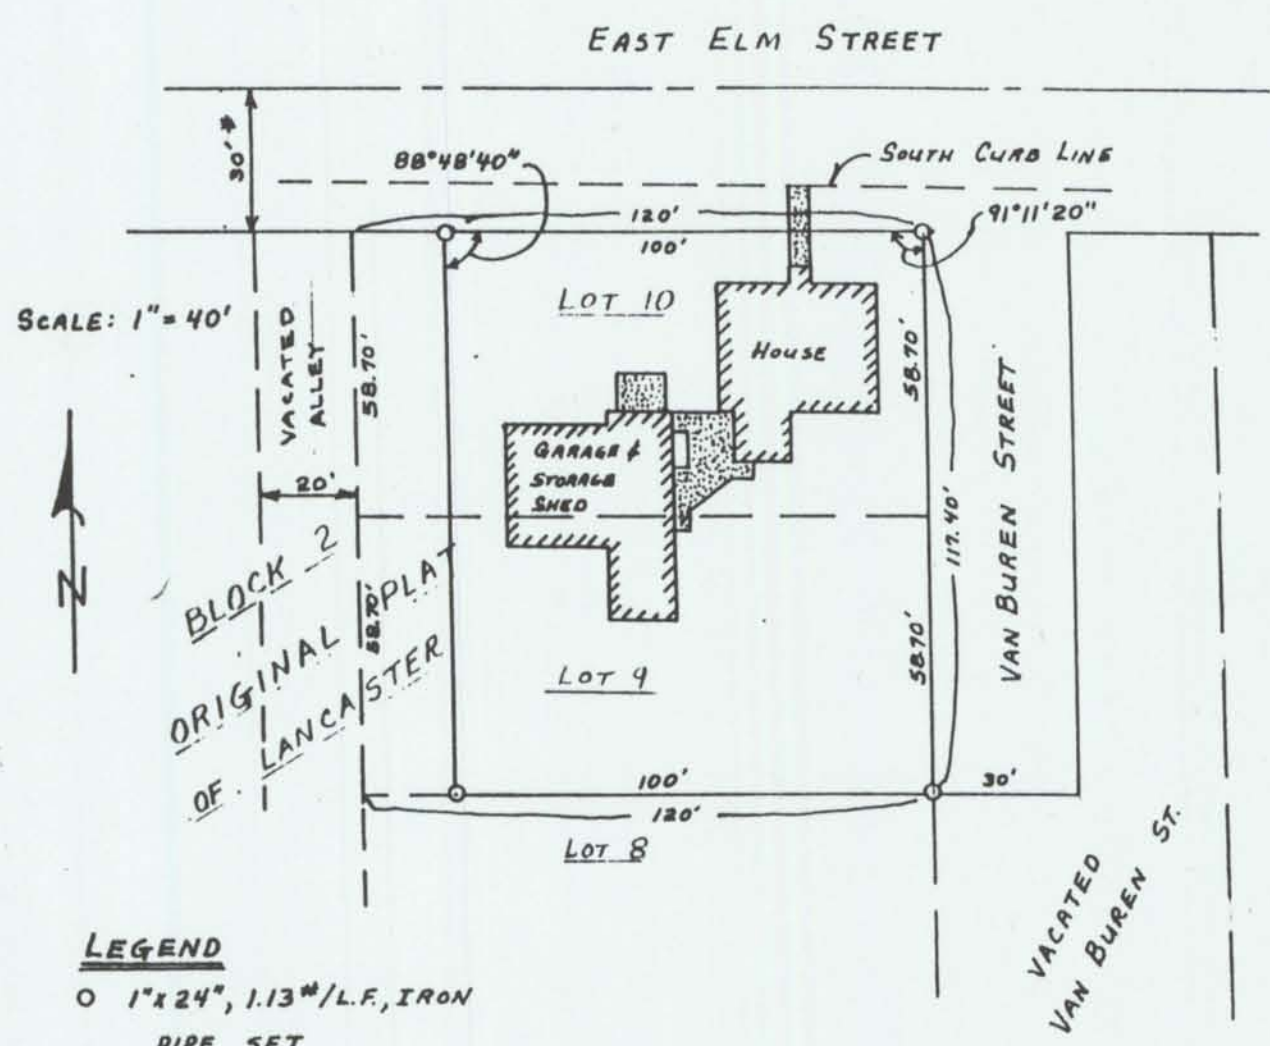 EAST ELM STREET
30' #
88°48'40"
SOUTH CURB LINE
120'
91°11'20"
100'
LOT 10
SCALE: 1" = 40'
VACATED
ALLEY
58.70'
HOUSE
58.70'
VAN BUREN STREET
GARAGE &
STORAGE
SHED
20'
117.40'
N
BLOCK 2
ORIGINAL PLAT
OF LANCASTER
58.70'
58.70'
LOT 9
100'
30'
120'
LOT 8
VACATED
VAN BUREN ST.
LEGEND
O 1" x 24", 1.13#/L.F., IRON
PIPE SET